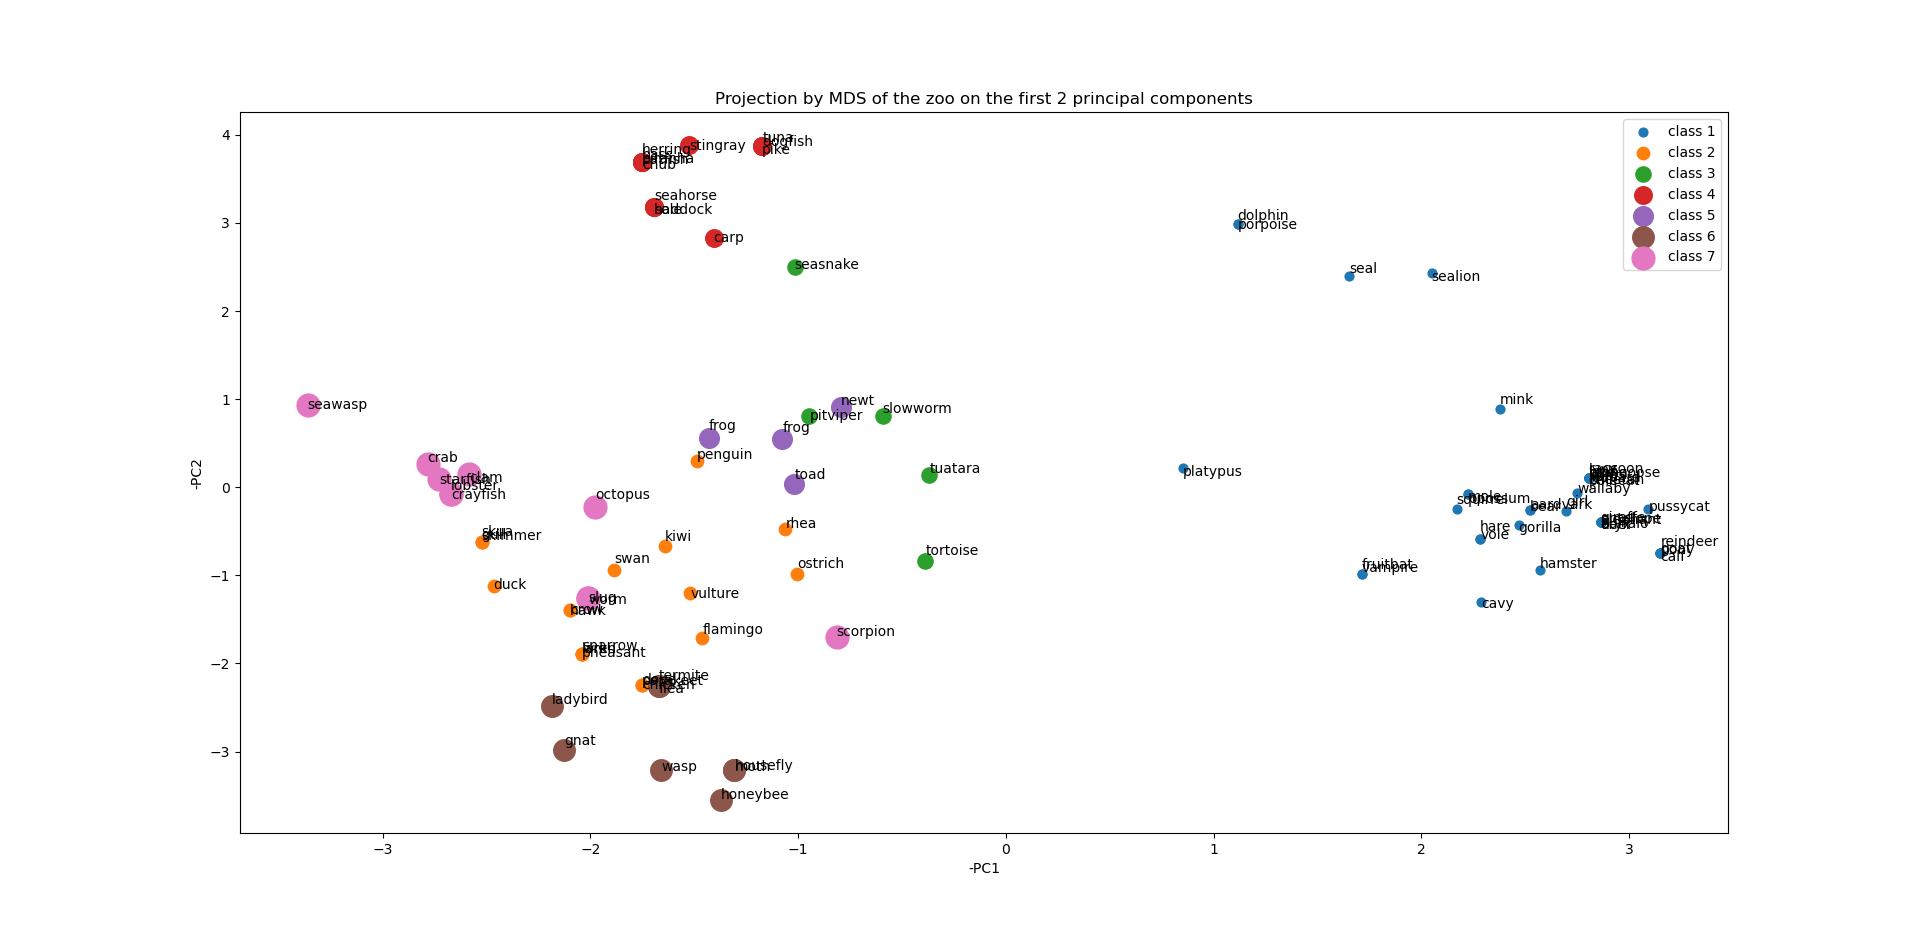 Projection by MDS of the zoo on the first 2 principal components
4
3
2
1
0
−1
−2
−3
-PC2
class 1
class 2
class 3
class 4
class 5
class 6
class 7
tuna
dogfish
pike
stingray
herring
chub
seahorse
haddock
carp
seasnake
dolphin
porpoise
seal
sealion
mink
seawasp
newt
pitviper
slowworm
frog
frog
penguin
crab
clam
starfish
lobster
crayfish
octopus
toad
tuatara
platypus
wallaby
girl
pussycat
squirrel
aardvark
gorilla
hare
vole
reindeer
calf
hamster
fruitbat
vampire
cavy
rhea
skua
kiwi
swan
ostrich
tortoise
duck
slug
worm
hawk
vulture
flamingo
scorpion
sparrow
pheasant
termite
chicken
flea
ladybird
gnat
wasp
housefly
moth
honeybee
−3
−2
−1
0
1
2
3
-PC1